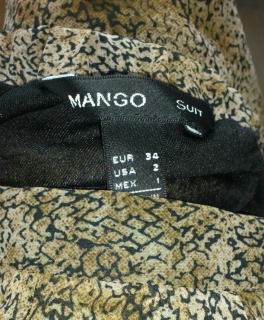 MANGO SUIT
EUR 34
USA 2
MEX